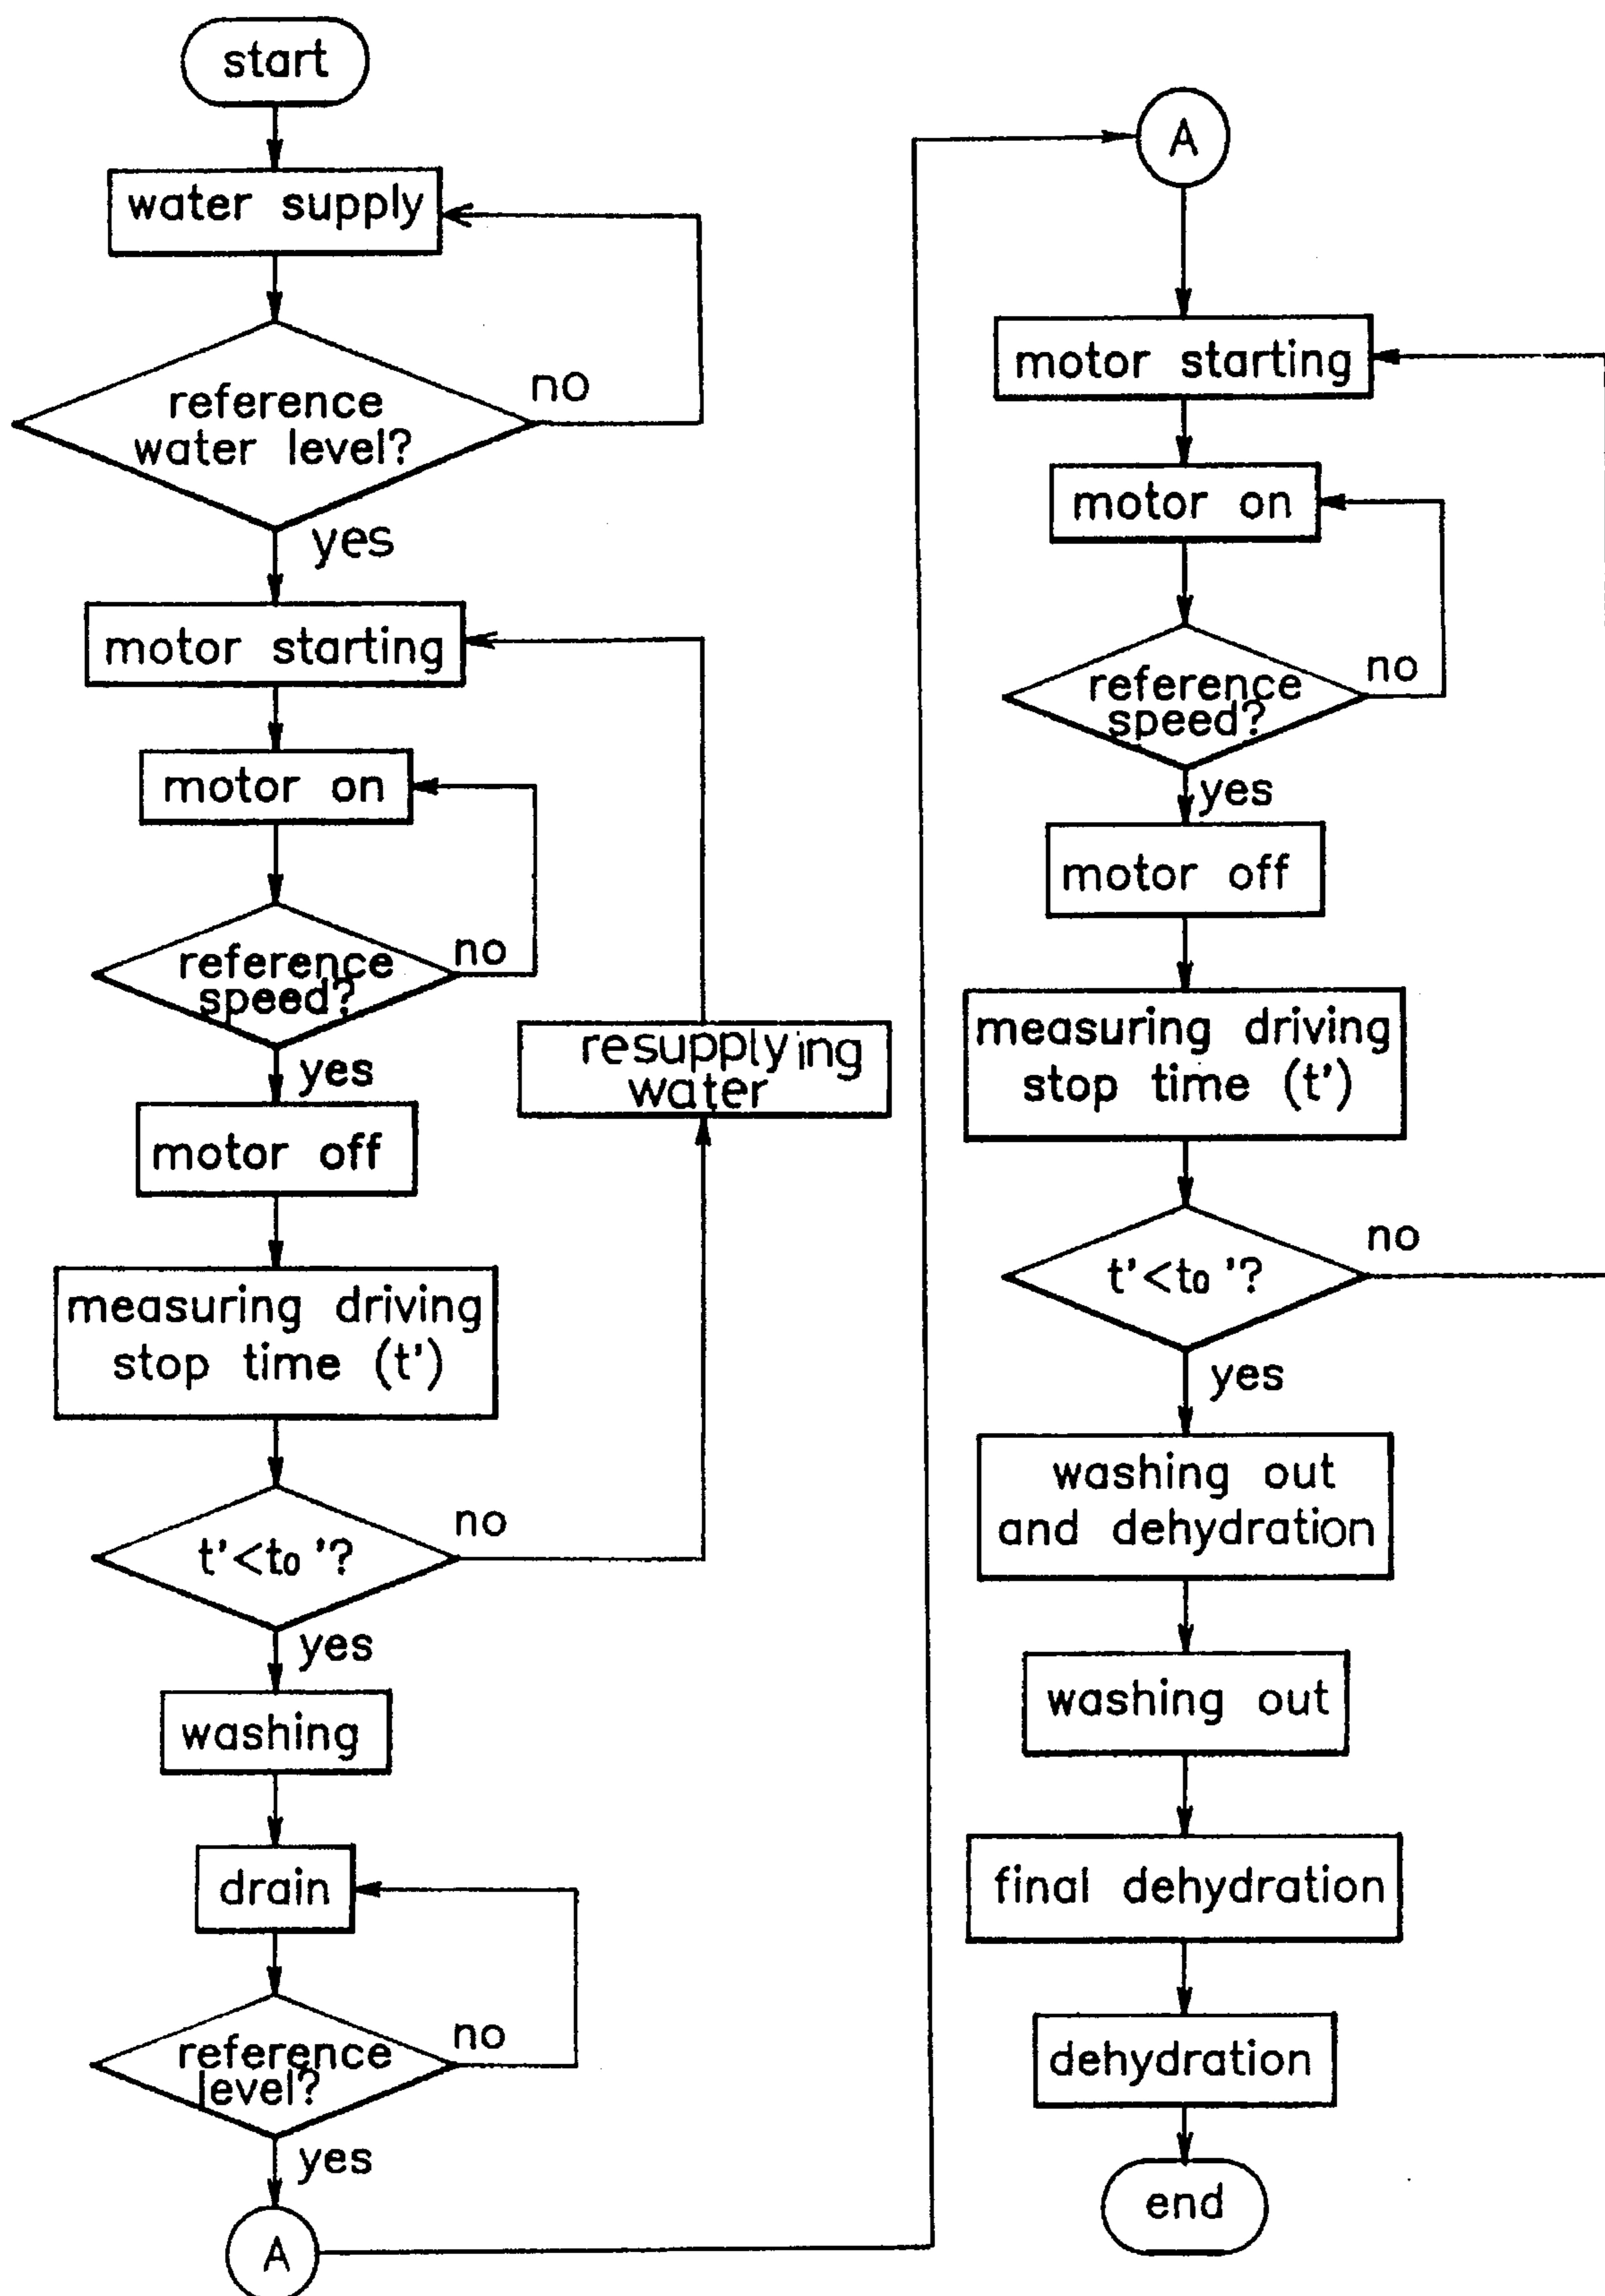 start
water supply
reference
water level?
no
yes
motor starting
motor on
reference
speed?
no
yes
motor off
resupplying
water
measuring driving
stop time (t')
t'<to'?
no
yes
washing
drain
reference
level?
no
yes
A
A
motor starting
motor on
reference
speed?
no
yes
motor off
measuring driving
stop time (t')
t'<to'?
no
yes
washing out
and dehydration
washing out
final dehydration
dehydration
end